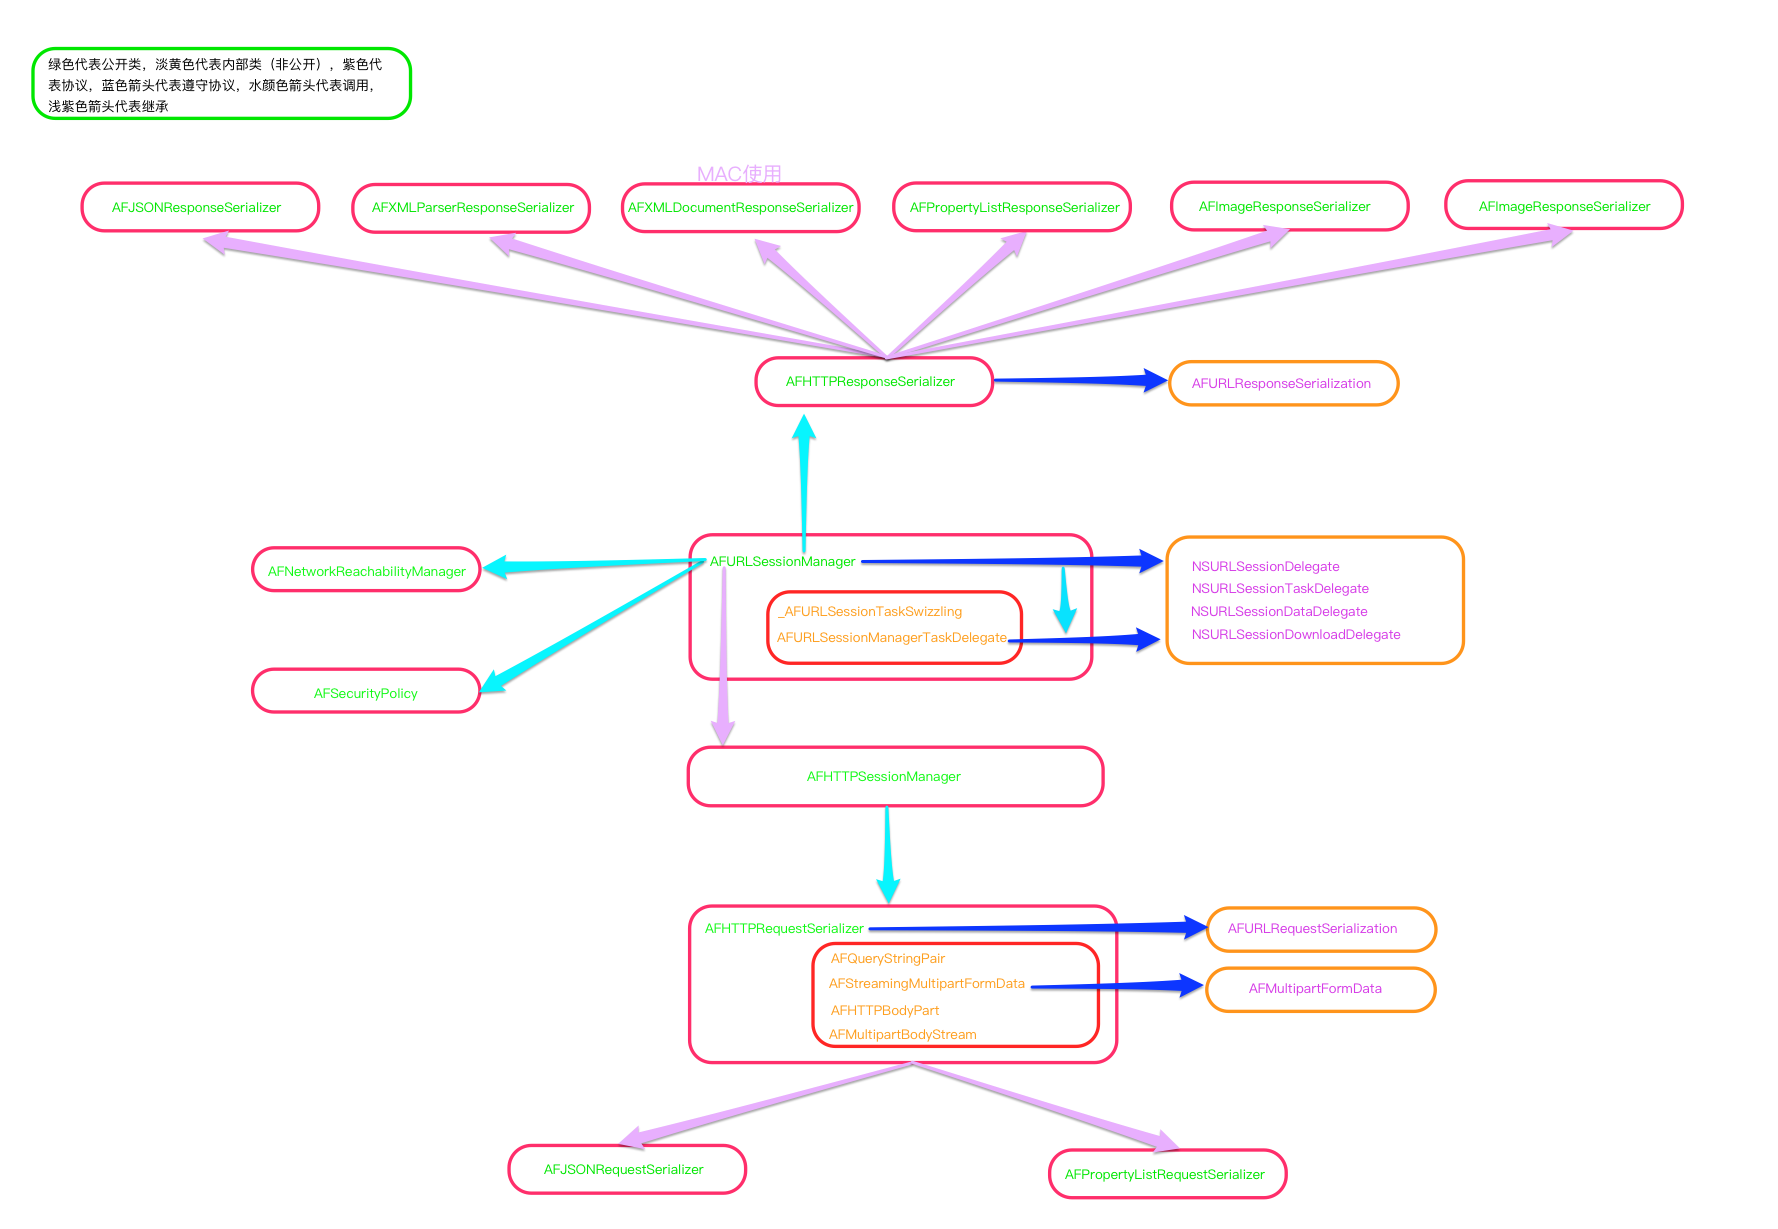 绿色代表公开类，淡黄色代表内部类（非公开），紫色代
表协议，蓝色箭头代表遵守协议，水颜色箭头代表调用，
浅紫色箭头代表继承
MAC使用
AFJSONResponseSerializer
AFXMLParserResponseSerializer
AFXMLDocumentResponseSerializer
AFPropertyListResponseSerializer
AFImageResponseSerializer
AFImageResponseSerializer
AFHTTPResponseSerializer
AFURLResponseSerialization
AFNetworkReachabilityManager
AFSecurityPolicy
AFURLSessionManager
_AFURLSessionTaskSwizzling
AFURLSessionManagerTaskDelegate
NSURLSessionDelegate
NSURLSessionTaskDelegate
NSURLSessionDataDelegate
NSURLSessionDownloadDelegate
AFHTTPSessionManager
AFHTTPRequestSerializer
AFQueryStringPair
AFStreamingMultipartFormData
AFHTTPBodyPart
AFMultipartBodyStream
AFURLRequestSerialization
AFMultipartFormData
AFJSONRequestSerializer
AFPropertyListRequestSerializer